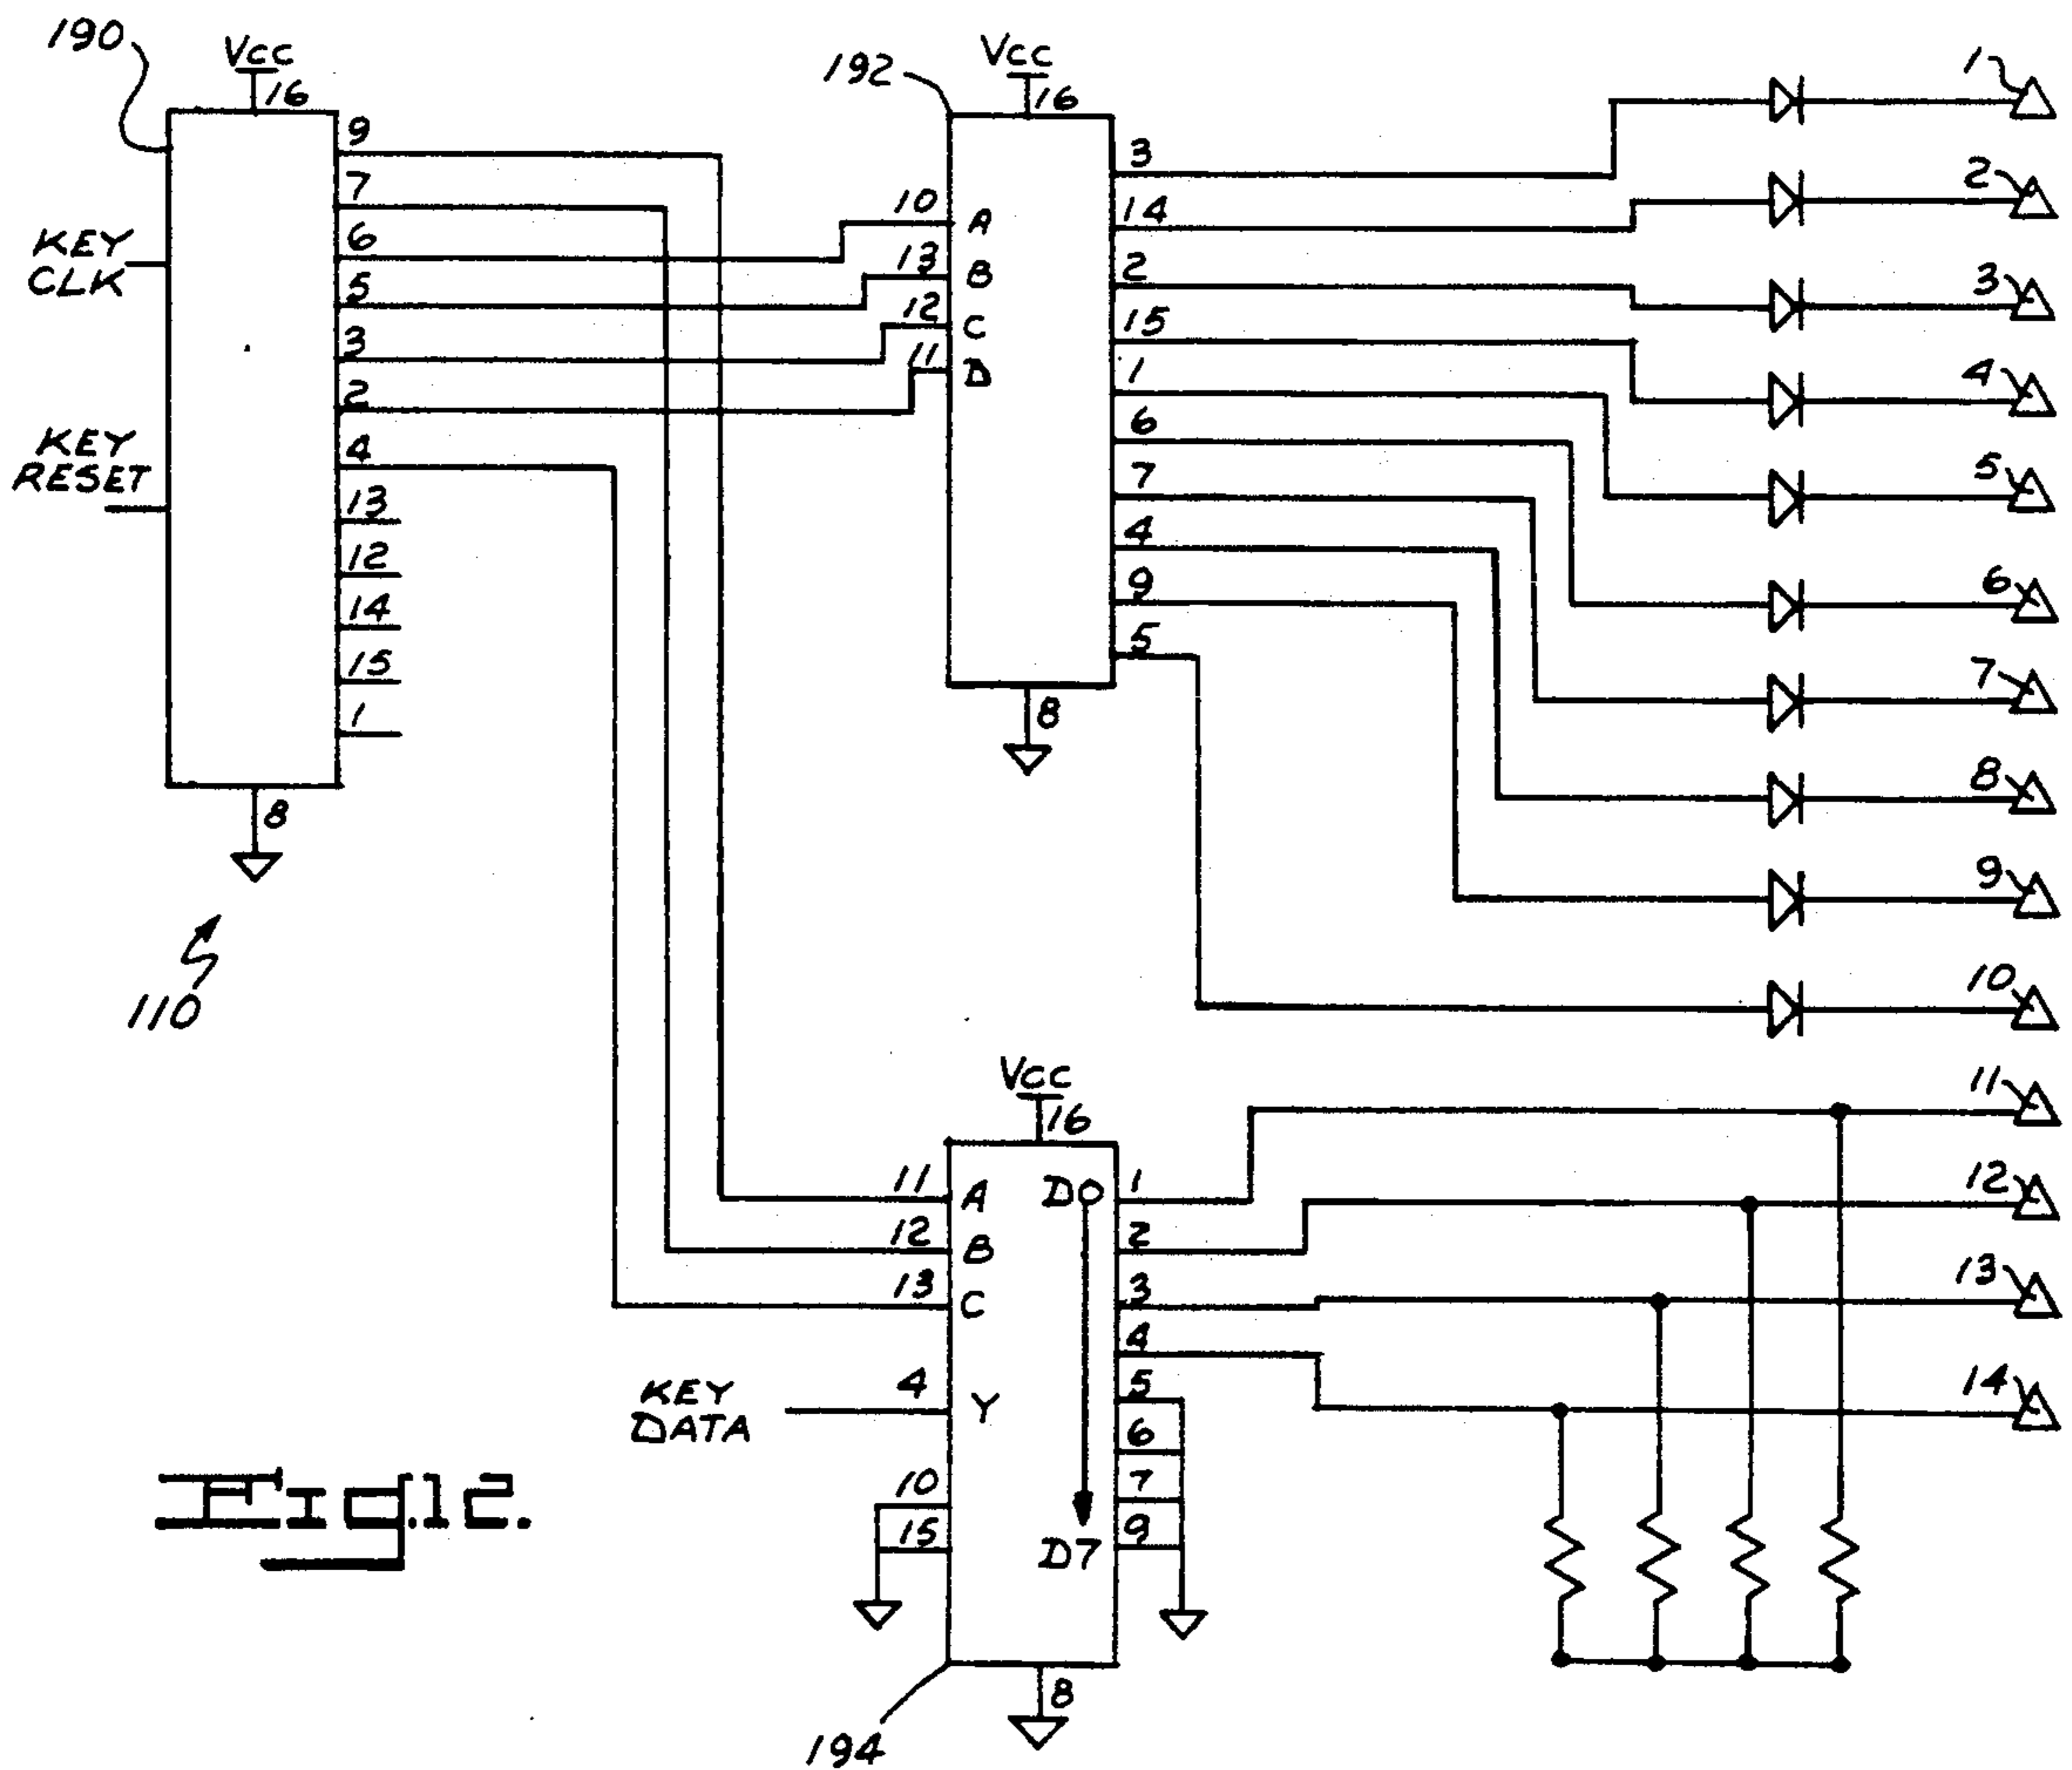 190
VCC
16
9
7
6
5
3
2
4
13
12
14
15
1
8
KEY
CLK
KEY
RESET
110
192
VCC
16
10 A
13 B
12 C
11 D
3
14
2
15
1
6
7
4
9
5
8
1
2
3
4
5
6
7
8
9
10
11
12
13
14
VCC
16
11 A
12 B
13 C
4 Y
KEY
DATA
10
15
D0
D7
1
2
3
4
5
6
7
9
8
194
Fig.12.